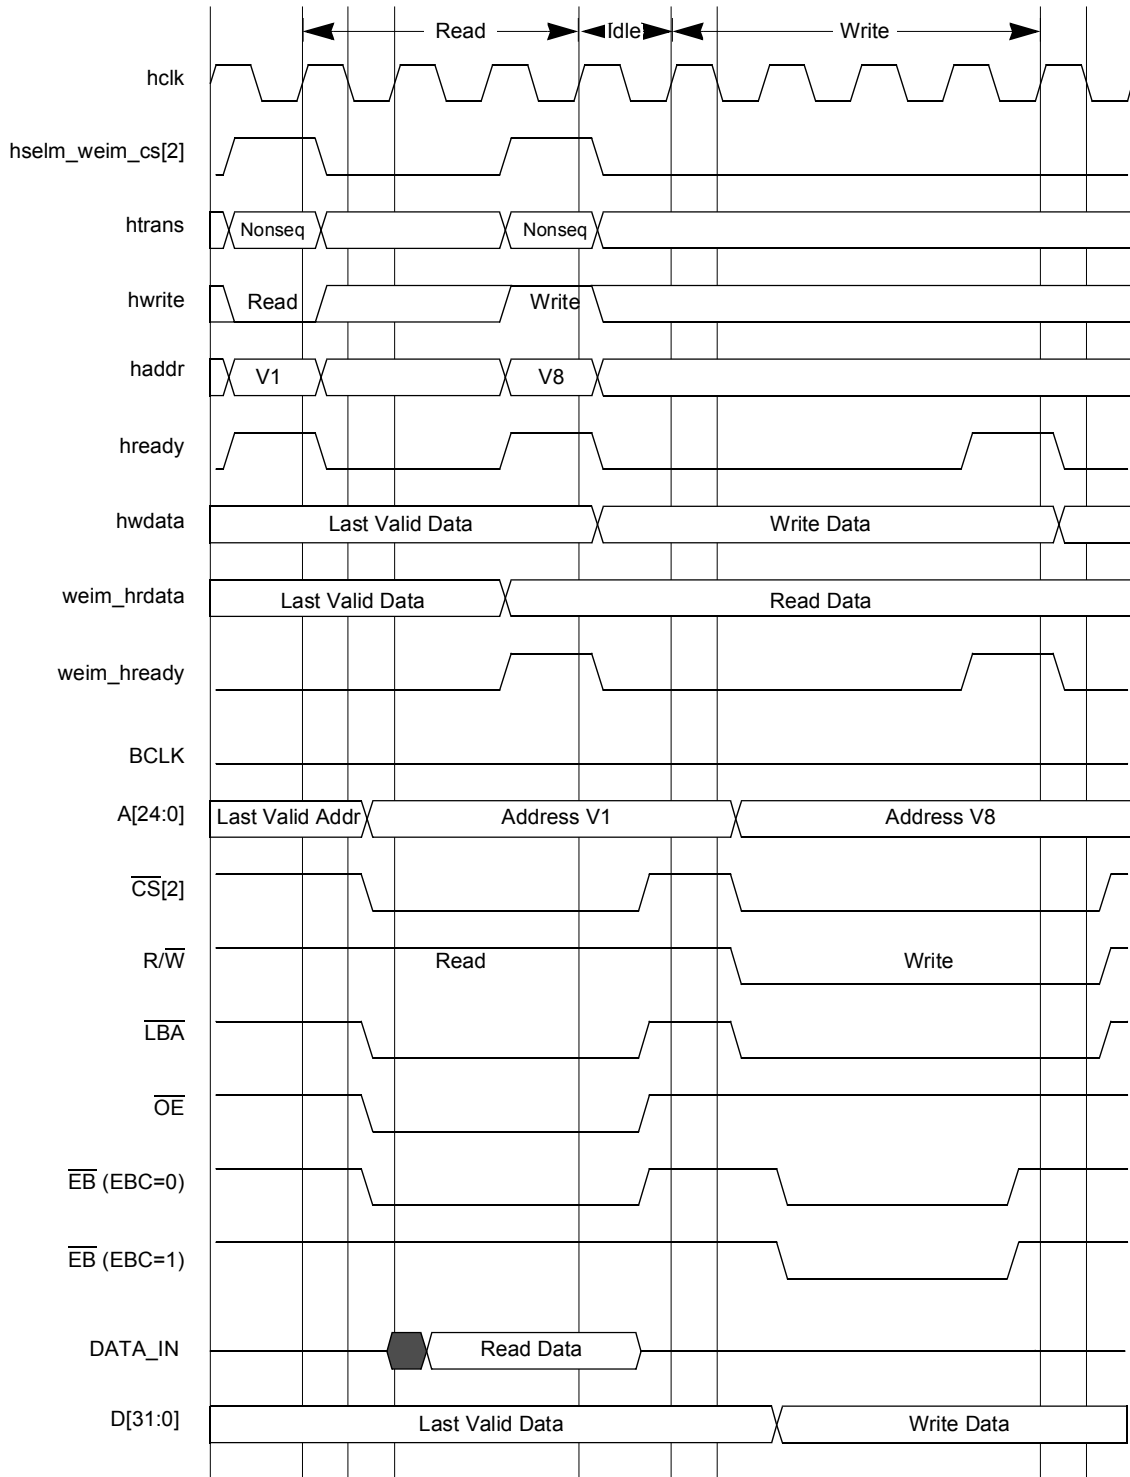 Read Idle Write
hclk
hselm_weim_cs[2]
htrans Nonseq Nonseq
hwrite Read Write
haddr V1 V8
hready
hwdata Last Valid Data Write Data
weim_hrdata Last Valid Data Read Data
weim_hready
BCLK
A[24:0] Last Valid Addr Address V1 Address V8
CS[2]
R/W Read Write
LBA
OE
EB (EBC=0)
EB (EBC=1)
DATA_IN Read Data
D[31:0] Last Valid Data Write Data